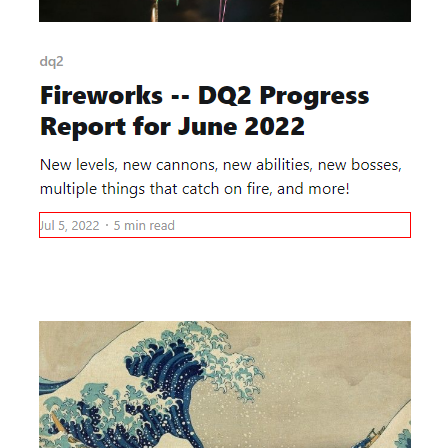 dq2
Fireworks -- DQ2 Progress
Report for June 2022
New levels, new cannons, new abilities, new bosses,
multiple things that catch on fire, and more!
Jul 5, 2022 · 5 min read